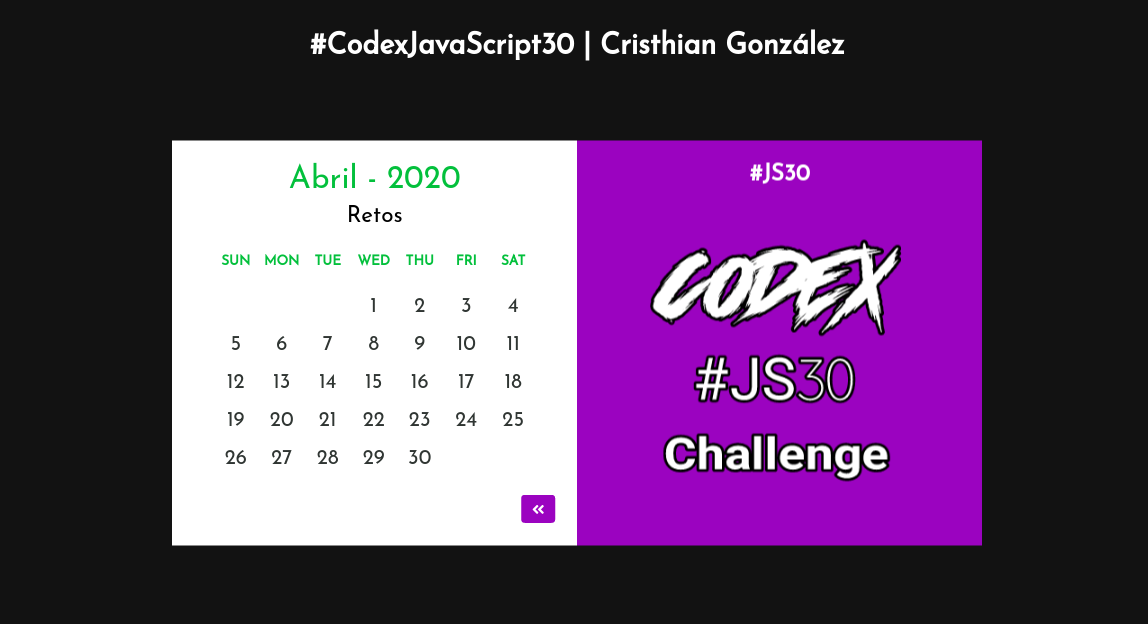 #CodexJavaScript30 | Cristhian González
Abril - 2020
Retos
SUN MON TUE WED THU FRI SAT
1 2 3 4
5 6 7 8 9 10 11
12 13 14 15 16 17 18
19 20 21 22 23 24 25
26 27 28 29 30
«
#JS30
CODEX
#JS30
Challenge